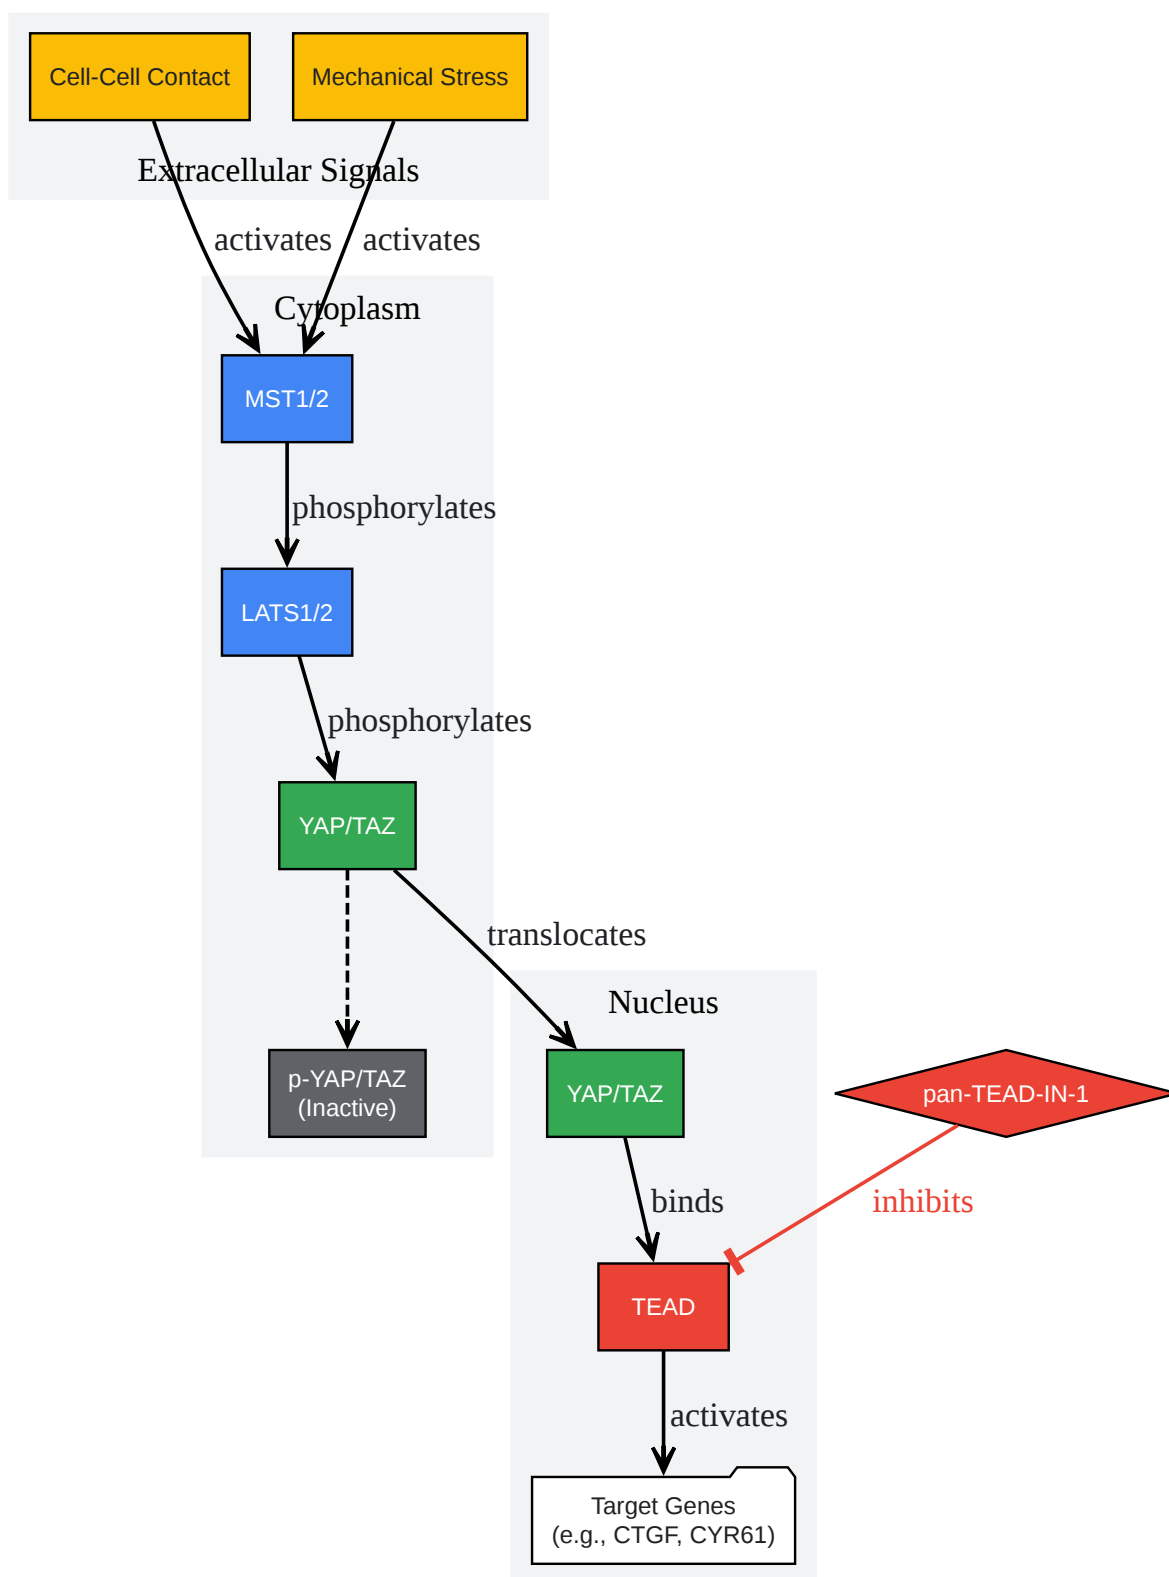 Cell-Cell Contact
Mechanical Stress
Extracellular Signals
activates
activates
Cytoplasm
MST1/2
phosphorylates
LATS1/2
phosphorylates
YAP/TAZ
translocates
Nucleus
p-YAP/TAZ
(Inactive)
YAP/TAZ
pan-TEAD-IN-1
binds
inhibits
TEAD
activates
Target Genes
(e.g., CTGF, CYR61)